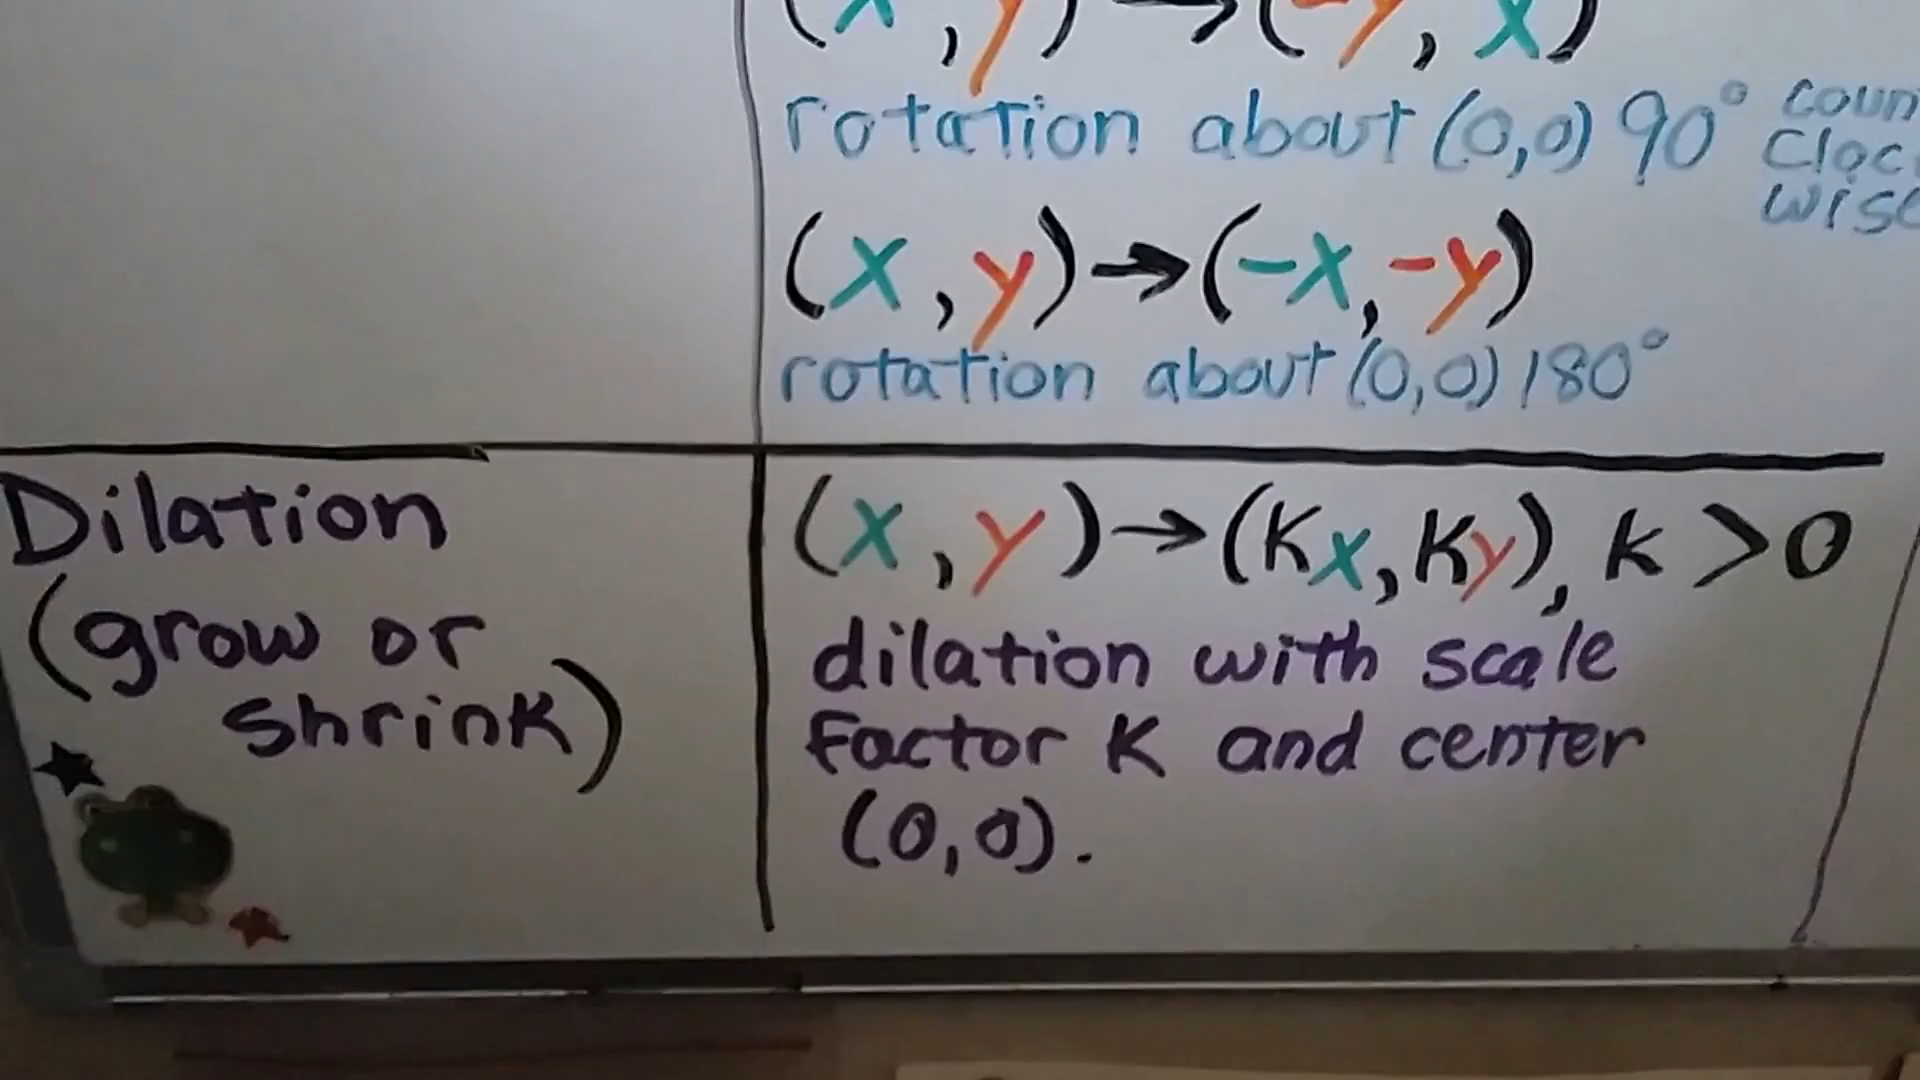 (x, y) → (-y, x)
rotation about (0,0) 90°
wise
(x, y) → (-x, -y)
rotation about (0,0) 180°
Dilation
(grow or
shrink)
(x, y) → (Kx, Ky), K > 0
dilation with scale
factor K and center
(0,0).